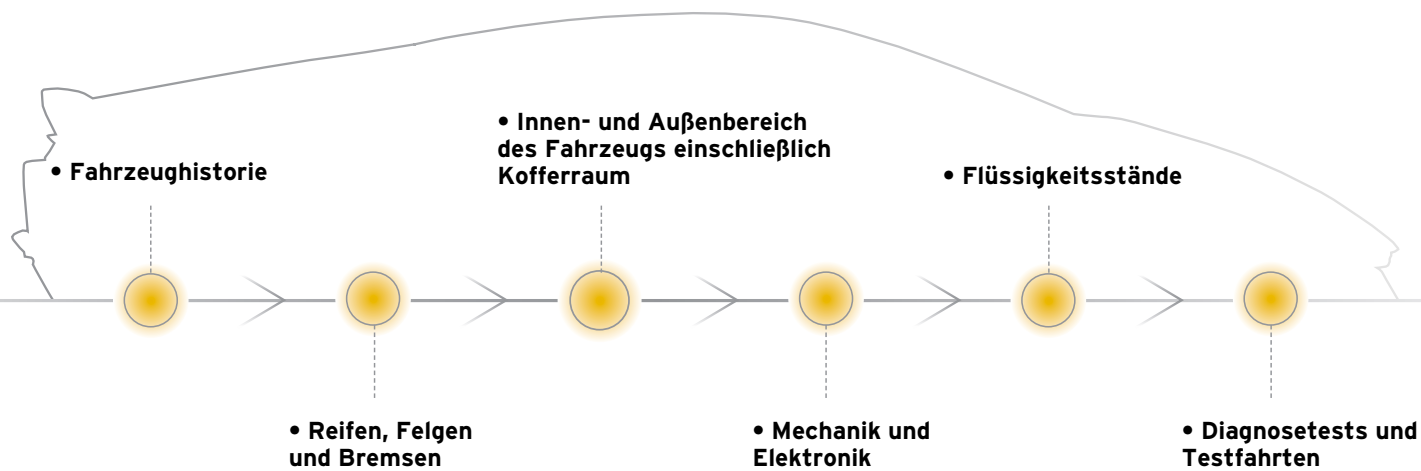 • Fahrzeughistorie
• Reifen, Felgen
und Bremsen
• Innen- und Außenbereich
des Fahrzeugs einschließlich
Kofferraum
• Mechanik und
Elektronik
• Flüssigkeitsstände
• Diagnosetests und
Testfahrten